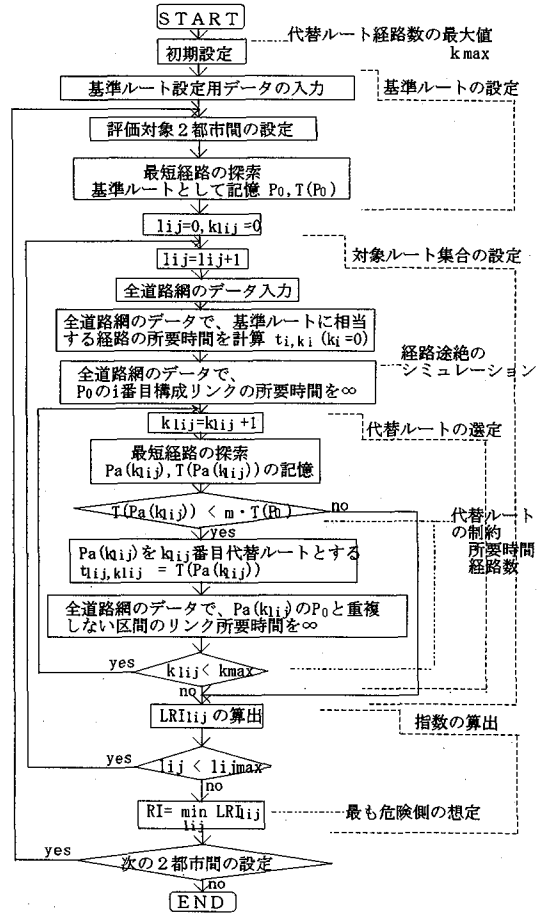 START
代替ルート経路数の最大値
kmax
初期設定
基準ルート設定用データの入力
基準ルートの設定
評価対象2都市間の設定
最短経路の探索
基準ルートとして記憶 P0,T(P0)
lij=0,klij=0
対象ルート集合の設定
lij=lij+1
全道路網のデータ入力
全道路網のデータで、基準ルートに相当
する経路の所要時間を計算 ti,ki (ki=0)
経路途絶の
シミュレーション
全道路網のデータで、
P0のi番目構成リンクの所要時間を∞
klij=klij+1
代替ルートの選定
最短経路の探索
Pa(klij),T(Pa(klij))の記憶
T(Pa(klij)) < m・T(P0)
no
yes
代替ルート
の制約
所要時間
経路数
Pa(klij)をklij番目代替ルートとする
tlij,klij = T(Pa(klij))
全道路網のデータで、Pa(klij)のP0と重複
しない区間のリンク所要時間を∞
yes
klij< kmax
no
LRIlijの算出
指数の算出
yes
lij < lijmax
no
RI= min LRIlij
lij
最も危険側の想定
yes
次の2都市間の設定
no
END